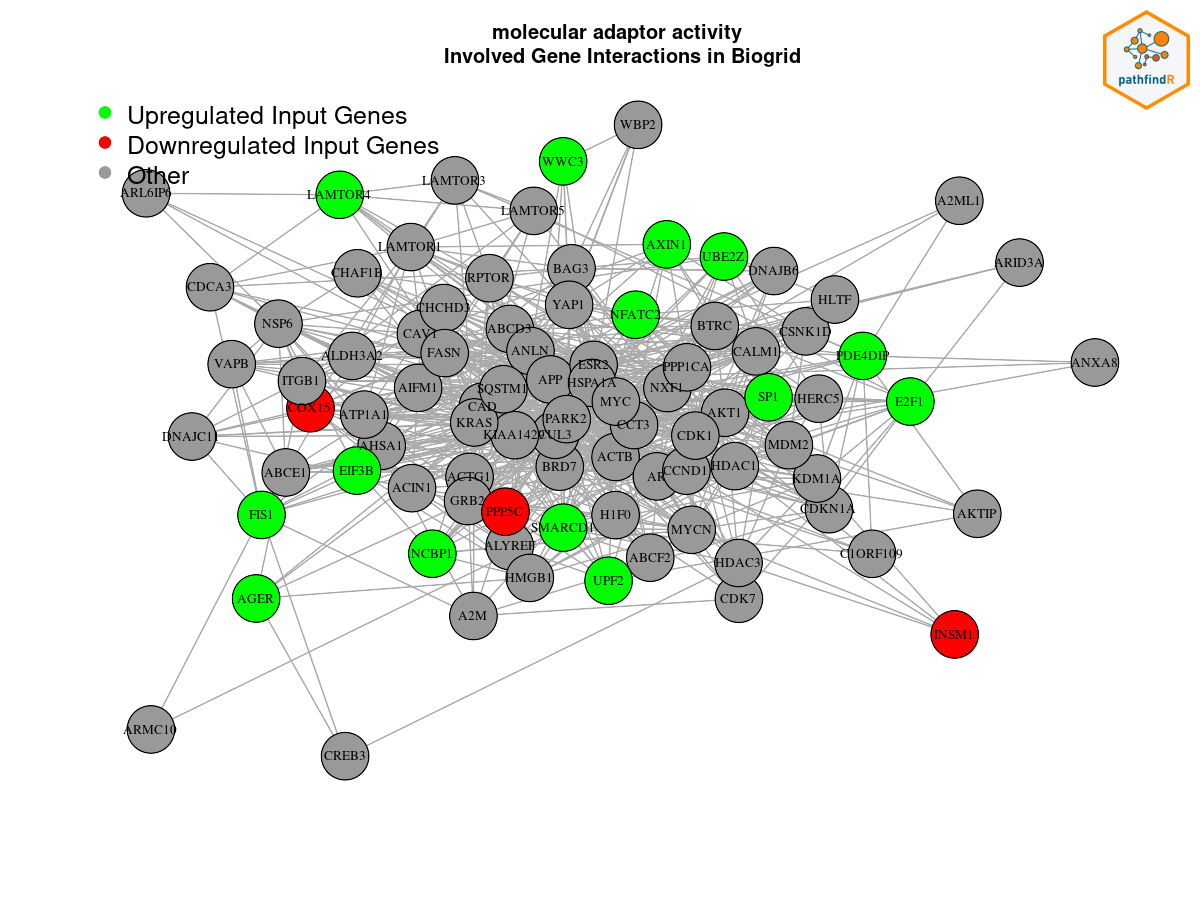 molecular adaptor activity
Involved Gene Interactions in Biogrid
pathfindR
Upregulated Input Genes
Downregulated Input Genes
Other
WBP2
WWC3
LAMTOR3
ARL6IP6
LAMTOR4
A2ML1
LAMTOR5
LAMTOR1
AXIN1
UBE2Z
ARID3A
BAG3
DNAJB6
CHAF1B
RPTOR
CDCA3
HLTF
YAP1
CHCHD3
NFATC2
NSP6
BTRC
ABCD3
CSNK1D
CAV1
ANLN
CALM1
FASN
ALDH3A2
PDE4DIP
ANXA8
VAPB
ESR2
PPP1CA
ITGB1
APP
HSPA1A
AIFM1
SQSTM1
NXF1
SP1
HERC5
MYC
E2F1
COX15
CAD
ATP1A1
AKT1
PARK2
KRAS
CCT3
DNAJC11
KIAA1429
CUL3
CDK1
AHSA1
MDM2
ACTB
BRD7
HDAC1
EIF3B
CCND1
ABCE1
AR
ACTG1
KDM1A
ACIN1
GRB2
CDKN1A
PPP5C
FIS1
H1F0
AKTIP
SMARCD1
MYCN
ALYREF
NCBP1
C1ORF109
ABCF2
HDAC3
HMGB1
UPF2
AGER
CDK7
A2M
INSM1
ARMC10
CREB3